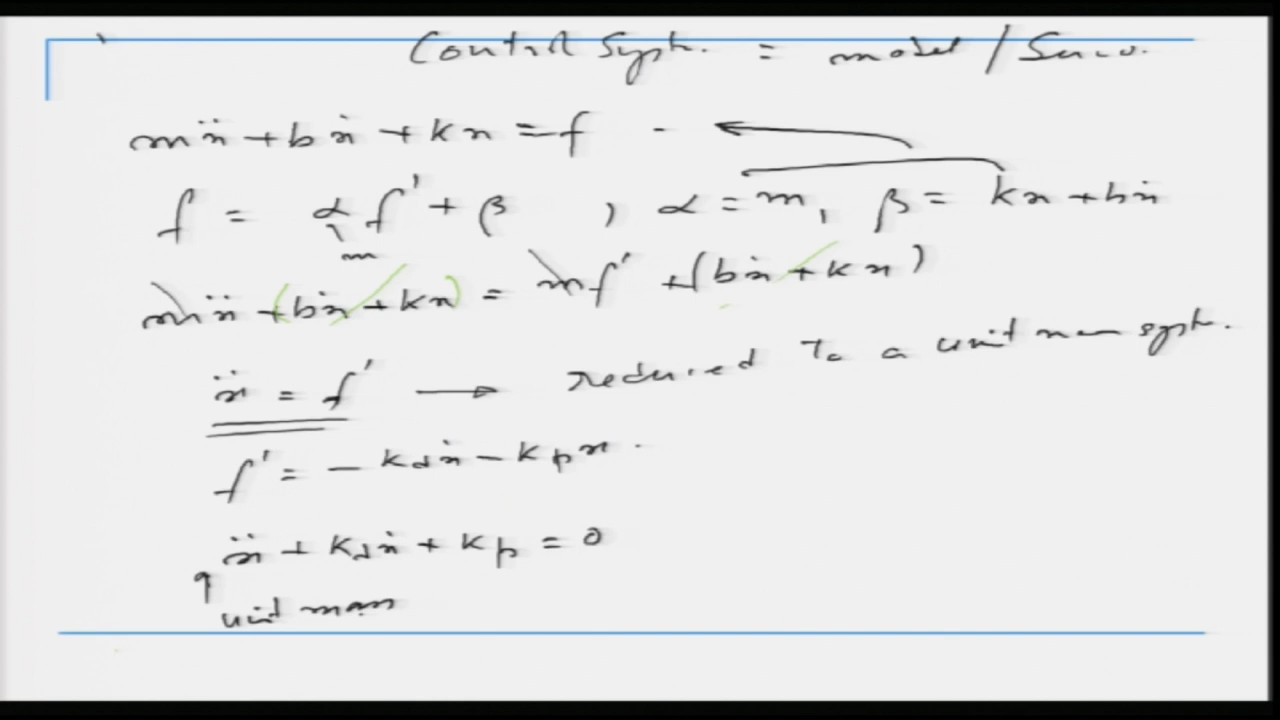 Control Syst. = model / Servo.
mẍ + bẋ + kx = f
f = αf' + β , α = m, β = kx + bẋ
m
mẍ + (bẋ + kx) = mf' + (bẋ + kx)
ẍ = f' → reduced To a unit mass syst.
f' = - kdẋ - kpx .
ẍ + kdẋ + kp = 0
unit mass